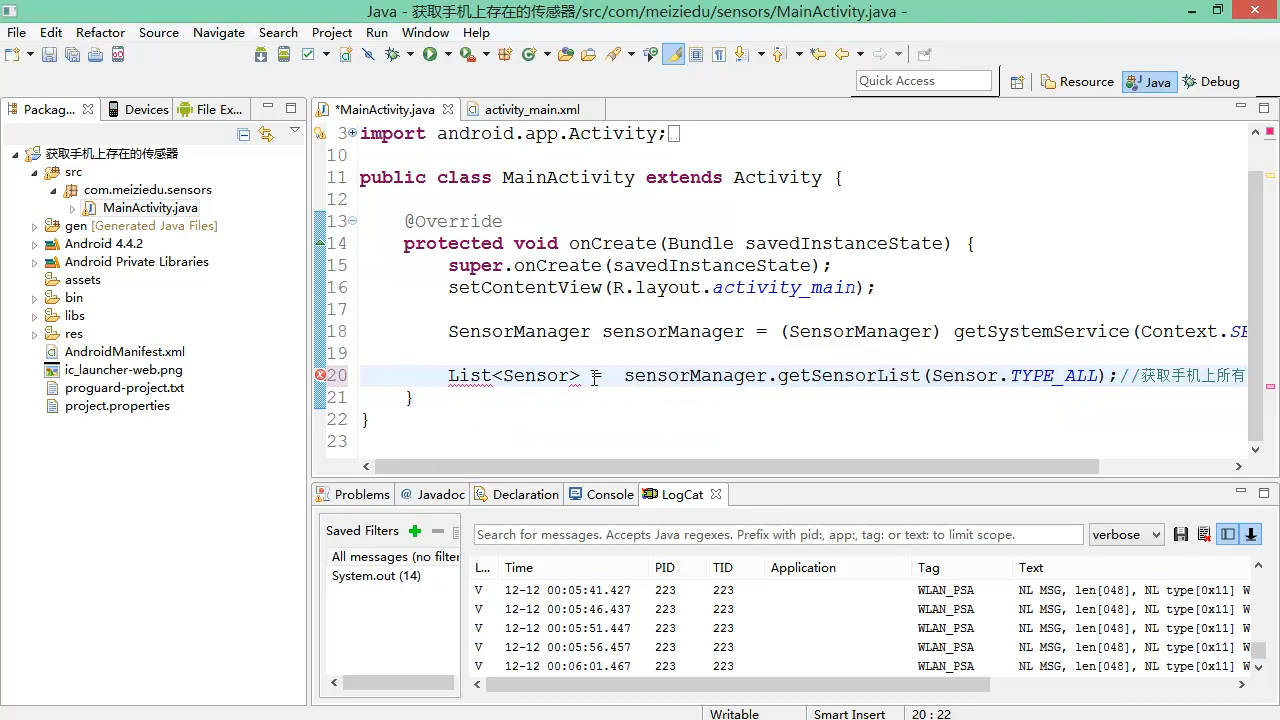 Java - 获取手机上存在的传感器/src/com/meiziedu/sensors/MainActivity.java -
File Edit Refactor Source Navigate Search Project Run Window Help
Quick Access
Resource Java Debug
Packag... Devices File Ex...
获取手机上存在的传感器
src
com.meiziedu.sensors
MainActivity.java
gen [Generated Java Files]
Android 4.4.2
Android Private Libraries
assets
bin
libs
res
AndroidManifest.xml
ic_launcher-web.png
proguard-project.txt
project.properties
*MainActivity.java activity_main.xml
3 import android.app.Activity;
10
11 public class MainActivity extends Activity {
12
13 @Override
14 protected void onCreate(Bundle savedInstanceState) {
15 super.onCreate(savedInstanceState);
16 setContentView(R.layout.activity_main);
17
18 SensorManager sensorManager = (SensorManager) getSystemService(Context.SE
19
20 List<Sensor> = sensorManager.getSensorList(Sensor.TYPE_ALL);//获取手机上所有
21 }
22 }
23
Problems Javadoc Declaration Console LogCat
Saved Filters
All messages (no filter
System.out (14)
Search for messages. Accepts Java regexes. Prefix with pid:, app:, tag: or text: to limit scope.
verbose
L... Time PID TID Application Tag Text
V 12-12 00:05:41.427 223 223 WLAN_PSA NL MSG, len[048], NL type[0x11] W
V 12-12 00:05:46.437 223 223 WLAN_PSA NL MSG, len[048], NL type[0x11] W
V 12-12 00:05:51.447 223 223 WLAN_PSA NL MSG, len[048], NL type[0x11] W
V 12-12 00:05:56.457 223 223 WLAN_PSA NL MSG, len[048], NL type[0x11] W
V 12-12 00:06:01.467 223 223 WLAN_PSA NL MSG, len[048], NL type[0x11] W
Writable Smart Insert 20 : 22